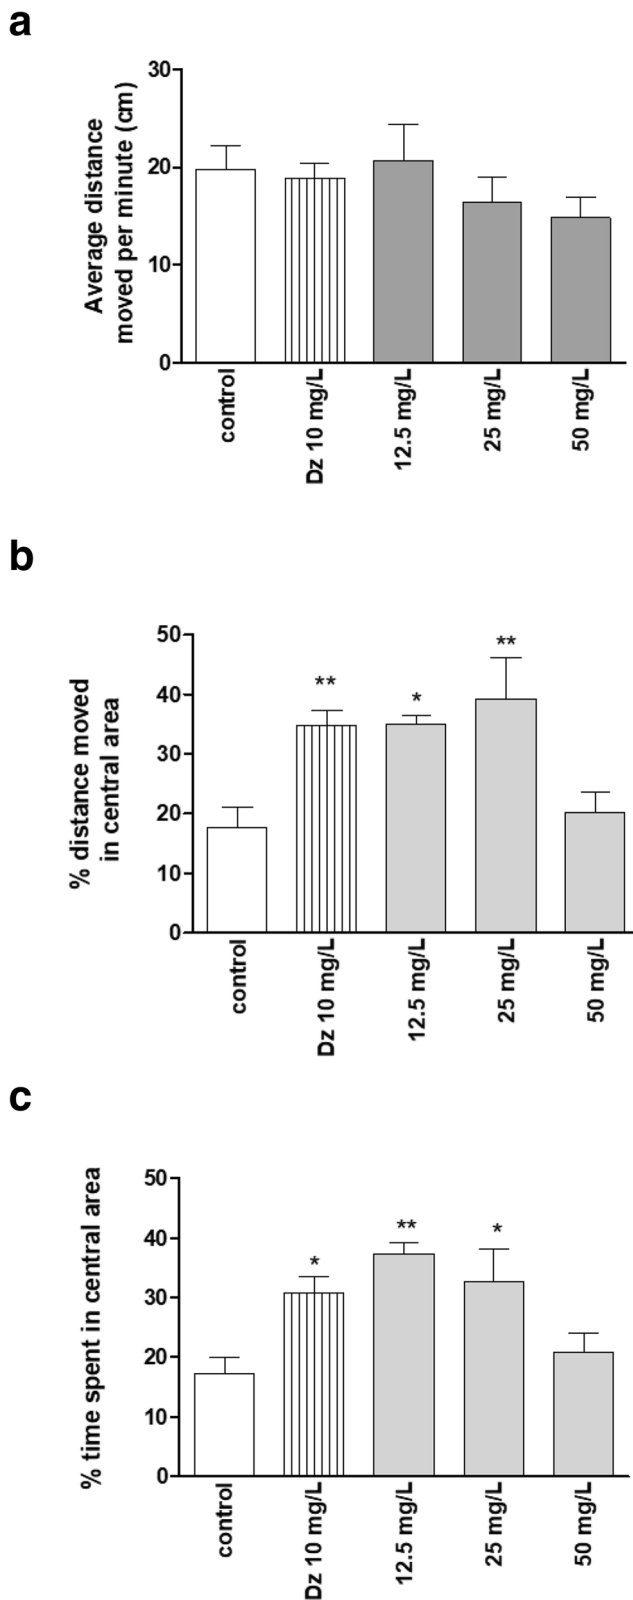 a
Average distance
moved per minute (cm)
30
20
10
0
control
Dz 10 mg/L
12.5 mg/L
25 mg/L
50 mg/L
b
% distance moved
in central area
50
40
30
20
10
0
**
*
**
control
Dz 10 mg/L
12.5 mg/L
25 mg/L
50 mg/L
c
% time spent in central area
50
40
30
20
10
0
*
**
*
control
Dz 10 mg/L
12.5 mg/L
25 mg/L
50 mg/L